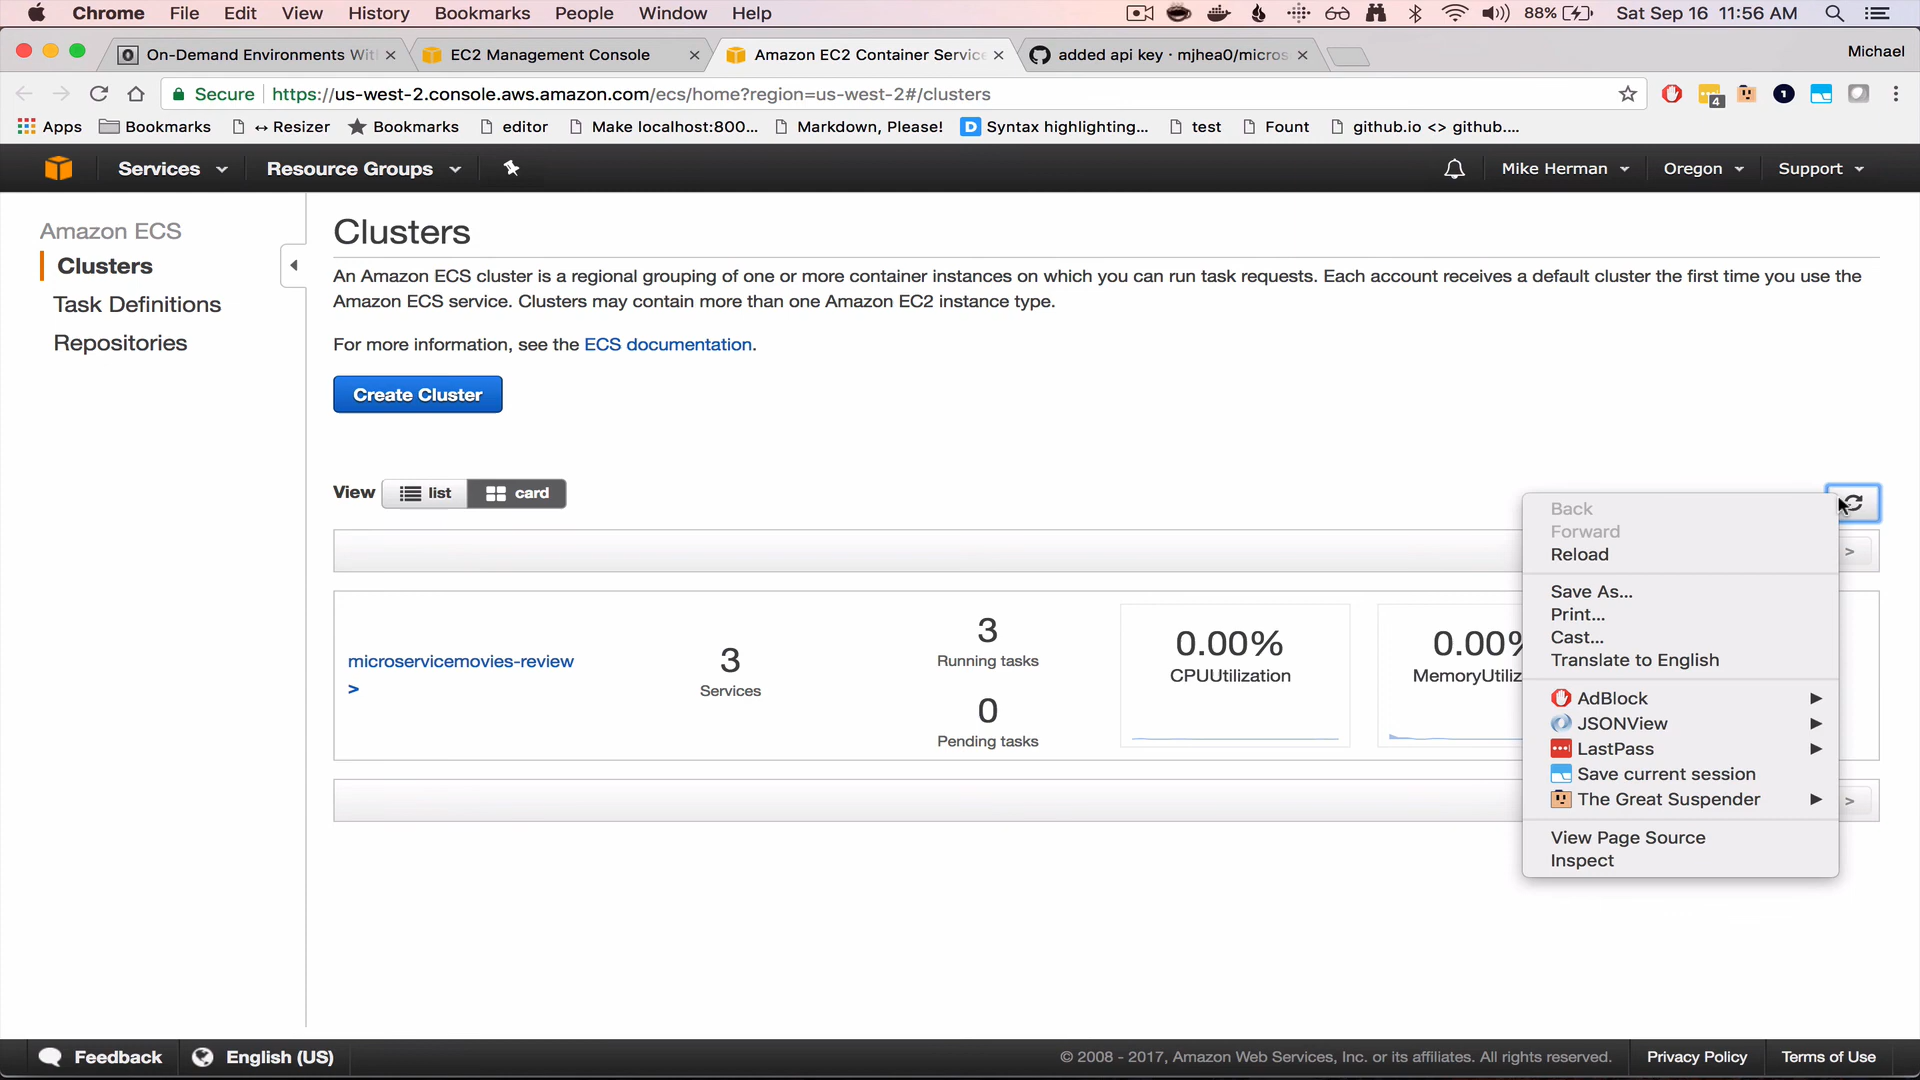 Chrome File Edit View History Bookmarks People Window Help 88% Sat Sep 16 11:56 AM
On-Demand Environments Wit EC2 Management Console Amazon EC2 Container Service added api key · mjhea0/micros Michael
Secure https://us-west-2.console.aws.amazon.com/ecs/home?region=us-west-2#/clusters 4 1
Apps Bookmarks ↔ Resizer Bookmarks editor Make localhost:800... Markdown, Please! D Syntax highlighting... test Fount github.io <> github....
Services Resource Groups Mike Herman Oregon Support
Amazon ECS
Clusters
Task Definitions
Repositories
Clusters
An Amazon ECS cluster is a regional grouping of one or more container instances on which you can run task requests. Each account receives a default cluster the first time you use the
Amazon ECS service. Clusters may contain more than one Amazon EC2 instance type.
For more information, see the ECS documentation.
Create Cluster
View list card
>
microservicemovies-review
>
3
Services
3
Running tasks
0
Pending tasks
0.00%
CPUUtilization
0.00%
MemoryUtiliz
>
Back
Forward
Reload
Save As...
Print...
Cast...
Translate to English
AdBlock
JSONView
LastPass
Save current session
The Great Suspender
View Page Source
Inspect
Feedback English (US) © 2008 - 2017, Amazon Web Services, Inc. or its affiliates. All rights reserved. Privacy Policy Terms of Use